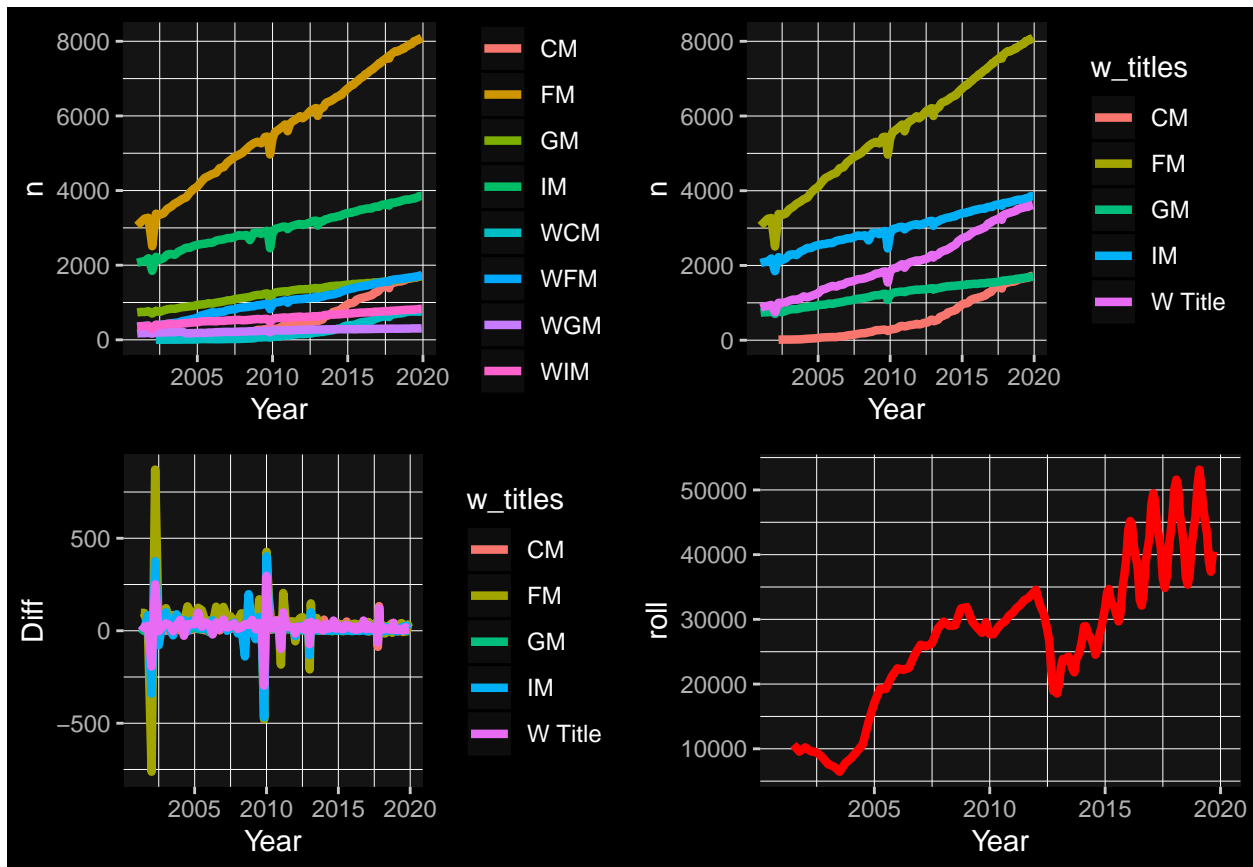 8000
6000
4000
2000
0
n
2005
2010
2015
2020
Year
CM
FM
GM
IM
WCM
WFM
WGM
WIM
8000
6000
4000
2000
0
n
2005
2010
2015
2020
Year
w_titles
CM
FM
GM
IM
W Title
500
0
−500
Diff
2005
2010
2015
2020
Year
w_titles
CM
FM
GM
IM
W Title
50000
40000
30000
20000
10000
roll
2005
2010
2015
2020
Year